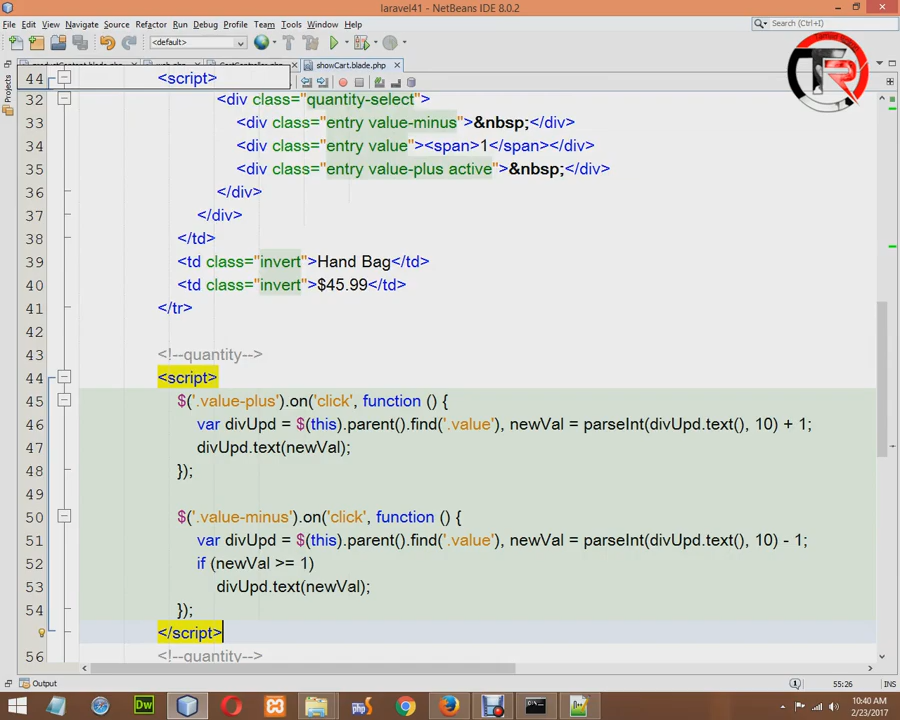 laravel41 - NetBeans IDE 8.0.2
File Edit View Navigate Source Refactor Run Debug Profile Team Tools Window Help
<default>
Search (Ctrl+I)
showCart.blade.php
Projects
44 <script>
32 <div class="quantity-select">
33 <div class="entry value-minus">&nbsp;</div>
34 <div class="entry value"><span>1</span></div>
35 <div class="entry value-plus active">&nbsp;</div>
36 </div>
37 </div>
38 </td>
39 <td class="invert">Hand Bag</td>
40 <td class="invert">$45.99</td>
41 </tr>
42
43 <!--quantity-->
44 <script>
45 $('.value-plus').on('click', function () {
46 var divUpd = $(this).parent().find('.value'), newVal = parseInt(divUpd.text(), 10) + 1;
47 divUpd.text(newVal);
48 });
49
50 $('.value-minus').on('click', function () {
51 var divUpd = $(this).parent().find('.value'), newVal = parseInt(divUpd.text(), 10) - 1;
52 if (newVal >= 1)
53 divUpd.text(newVal);
54 });
</script>
56 <!--quantity-->
Output
55:26 INS
10:40 AM
2/23/2017